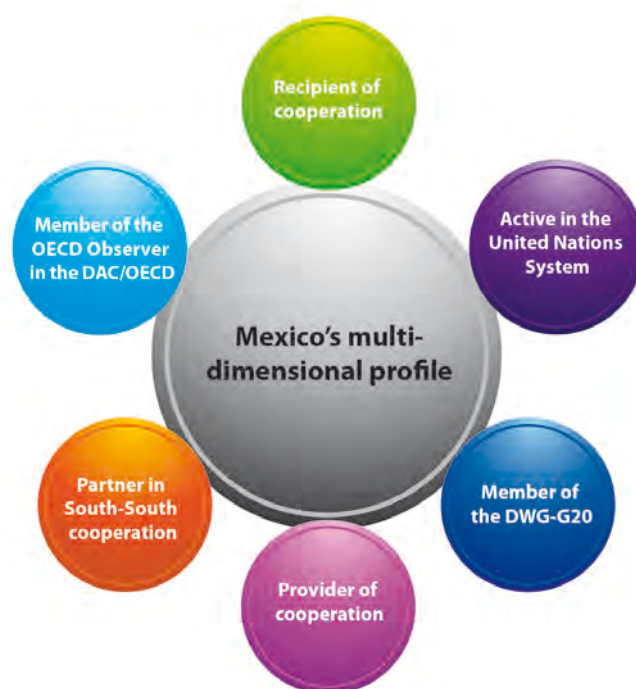 Recipient of
cooperation
Member of the
OECD Observer
in the DAC/OECD
Active in the
United Nations
System
Mexico’s multi-
dimensional profile
Partner in
South-South
cooperation
Member of
the DWG-G20
Provider of
cooperation